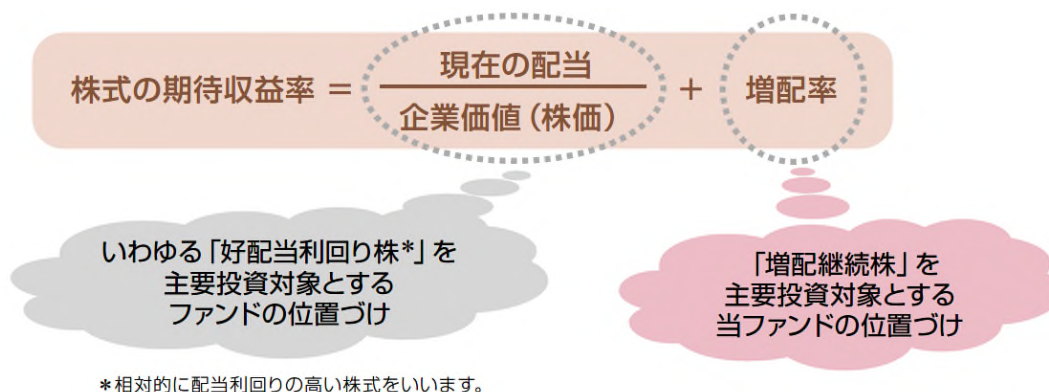 株式の期待収益率 = 現在の配当 / 企業価値(株価) + 増配率
いわゆる「好配当利回り株*」を
主要投資対象とする
ファンドの位置づけ
「増配継続株」を
主要投資対象とする
当ファンドの位置づけ
*相対的に配当利回りの高い株式をいいます。